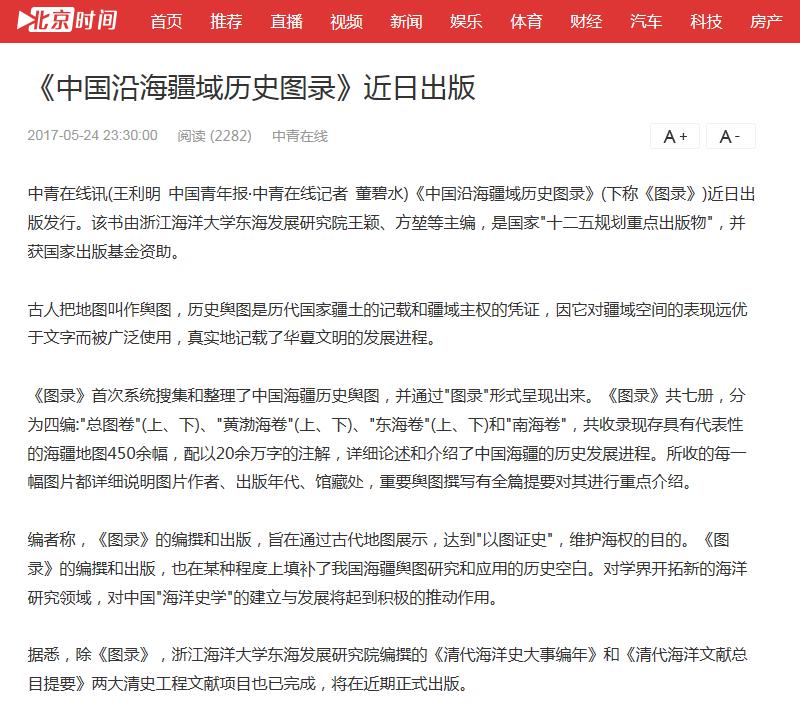 北京时间 首页 推荐 直播 视频 新闻 娱乐 体育 财经 汽车 科技 房产
《中国沿海疆域历史图录》近日出版
2017-05-24 23:30:00 阅读 (2282) 中青在线 A+ A-
中青在线讯(王利明 中国青年报·中青在线记者 董碧水)《中国沿海疆域历史图录》(下称《图录》)近日出
版发行。该书由浙江海洋大学东海发展研究院王颖、方堃等主编，是国家"十二五规划重点出版物"，并
获国家出版基金资助。
古人把地图叫作舆图，历史舆图是历代国家疆土的记载和疆域主权的凭证，因它对疆域空间的表现远优
于文字而被广泛使用，真实地记载了华夏文明的发展进程。
《图录》首次系统搜集和整理了中国海疆历史舆图，并通过"图录"形式呈现出来。《图录》共七册，分
为四编:"总图卷"(上、下)、"黄渤海卷"(上、下)、"东海卷"(上、下)和"南海卷"，共收录现存具有代表性
的海疆地图450余幅，配以20余万字的注解，详细论述和介绍了中国海疆的历史发展进程。所收的每一
幅图片都详细说明图片作者、出版年代、馆藏处，重要舆图撰写有全篇提要对其进行重点介绍。
编者称，《图录》的编撰和出版，旨在通过古代地图展示，达到"以图证史"，维护海权的目的。《图
录》的编撰和出版，也在某种程度上填补了我国海疆舆图研究和应用的历史空白。对学界开拓新的海洋
研究领域，对中国"海洋史学"的建立与发展将起到积极的推动作用。
据悉，除《图录》，浙江海洋大学东海发展研究院编撰的《清代海洋史大事编年》和《清代海洋文献总
目提要》两大清史工程文献项目也已完成，将在近期正式出版。